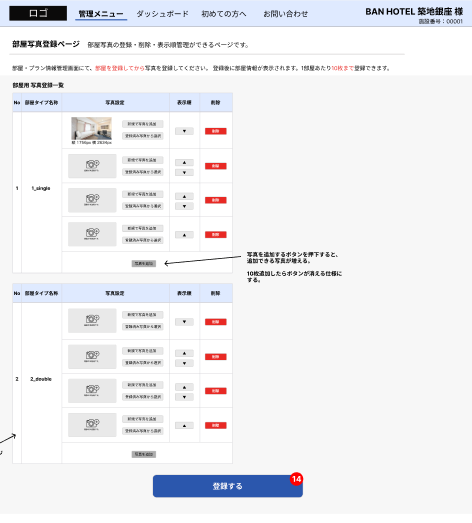 ロゴ 管理メニュー ダッシュボード 初めての方へ お問い合わせ BAN HOTEL 築地銀座 様
施設番号：00001
部屋写真登録ページ 部屋写真の登録・削除・表示順管理ができるページです。
部屋・プラン情報管理画面にて、部屋を登録してから写真を登録してください。 登録後に部屋情報が表示されます。1部屋あたり10枚まで登録できます。
部屋用 写真登録一覧
No 部屋タイプ名称 写真設定 表示順 削除
新規で写真を追加
▼ 削除
登録済み写真から選択
縦 1756px 横 2634px
新規で写真を追加 ▲
削除
登録済み写真から選択 ▼
1 1_single
新規で写真を追加 ▲
削除
登録済み写真から選択 ▼
新規で写真を追加
▲ 削除
登録済み写真から選択
写真を追加
写真を追加するボタンを押下すると、
追加できる写真が増える。
10枚追加したらボタンが消える仕様に
する。
No 部屋タイプ名称 写真設定 表示順 削除
新規で写真を追加
▼ 削除
登録済み写真から選択
新規で写真を追加 ▲
削除
登録済み写真から選択 ▼
2 2_double
新規で写真を追加 ▲
削除
登録済み写真から選択 ▼
新規で写真を追加
▲ 削除
登録済み写真から選択
写真を追加
登録する
14